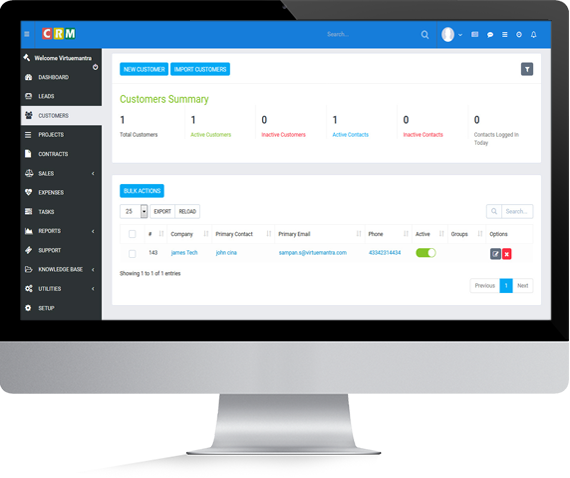 CRM
Search...
Welcome Virtuemantra
DASHBOARD
LEADS
CUSTOMERS
PROJECTS
CONTRACTS
SALES
EXPENSES
TASKS
REPORTS
SUPPORT
KNOWLEDGE BASE
UTILITIES
SETUP
NEW CUSTOMER IMPORT CUSTOMERS
Customers Summary
1 1 0 1 0 0
Total Customers Active Customers Inactive Customers Active Contacts Inactive Contacts Contacts Logged In
Today
BULK ACTIONS
25 EXPORT RELOAD Search...
# Company Primary Contact Primary Email Phone Active Groups Options
143 james Tech john cina sampan.s@virtuemantra.com 43342314434
Showing 1 to 1 of 1 entries
Previous 1 Next